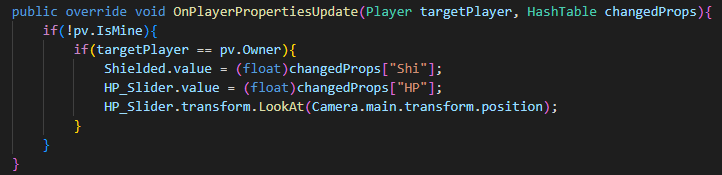 public override void OnPlayerPropertiesUpdate(Player targetPlayer, HashTable changedProps){
if(!pv.IsMine){
if(targetPlayer == pv.Owner){
Shielded.value = (float)changedProps["Shi"];
HP_Slider.value = (float)changedProps["HP"];
HP_Slider.transform.LookAt(Camera.main.transform.position);
}
}
}